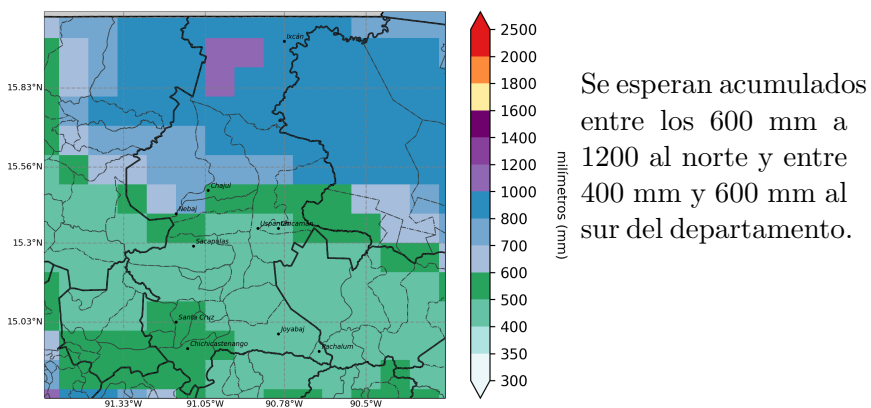 15.83°N
15.56°N
15.3°N
15.03°N
91.33°W
91.05°W
90.78°W
90.5°W
Ixcán
Chajul
Nebaj
Sacapulas
Santa Cruz
Chichicastenango
Joyabaj
Pachalum
2500
2000
1800
1600
1400
1200
1000
800
700
600
500
400
350
300
milímetros (mm)
Se esperan acumulados
entre los 600 mm a
1200 al norte y entre
400 mm y 600 mm al
sur del departamento.